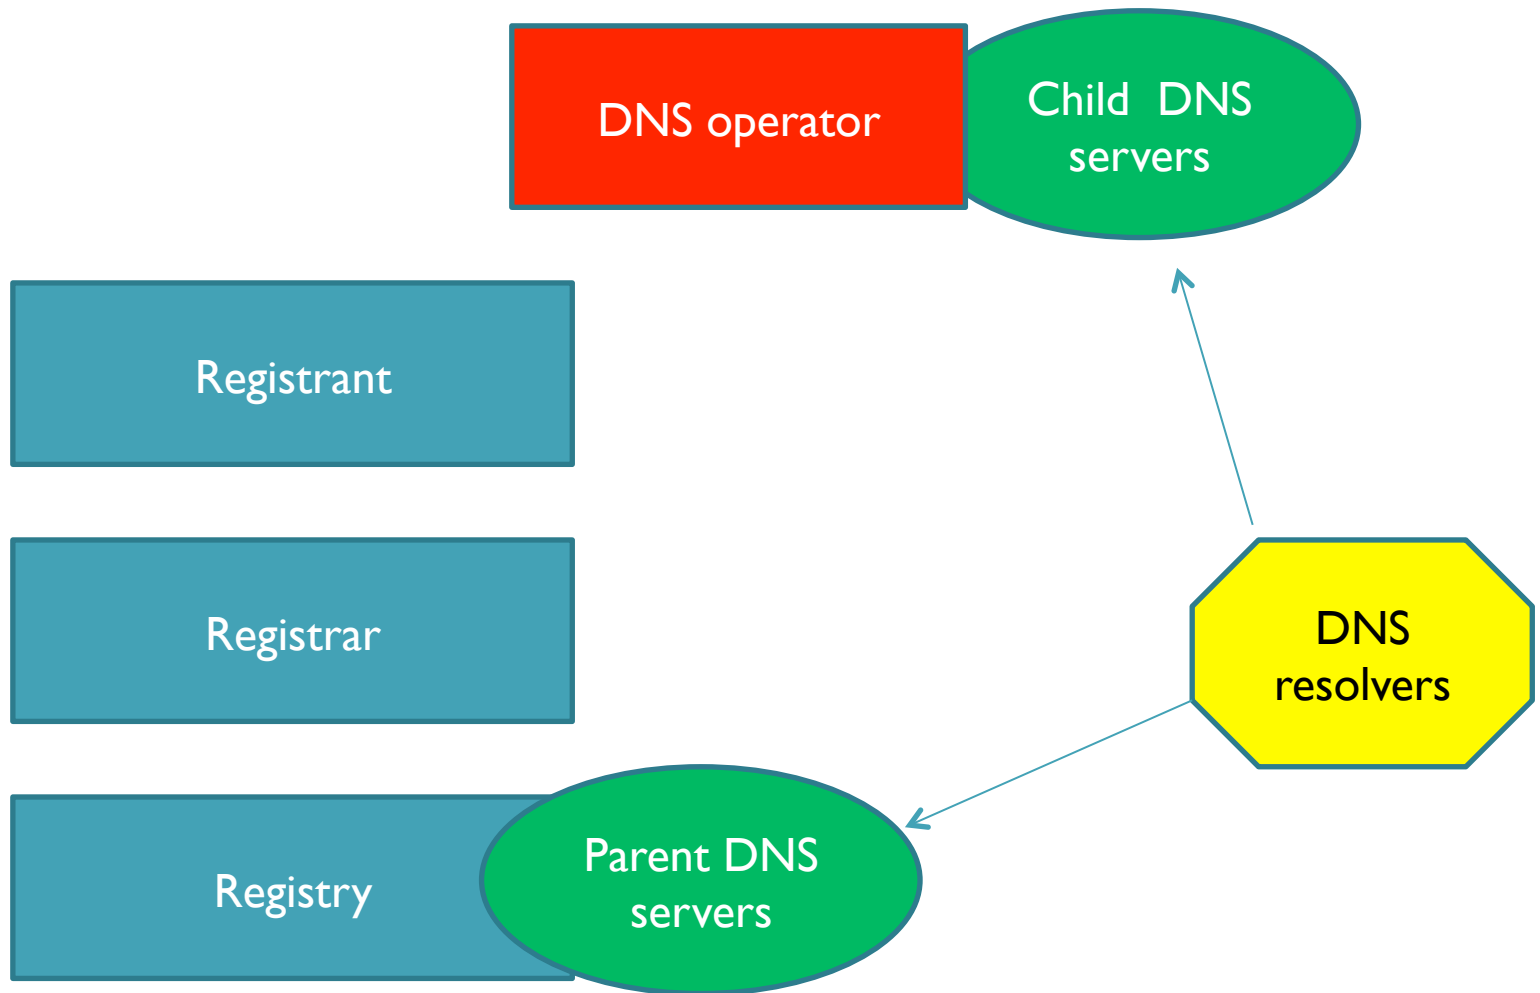 DNS operator
Child  DNS
servers
Registrant
Registrar
DNS
resolvers
Registry
Parent DNS
servers